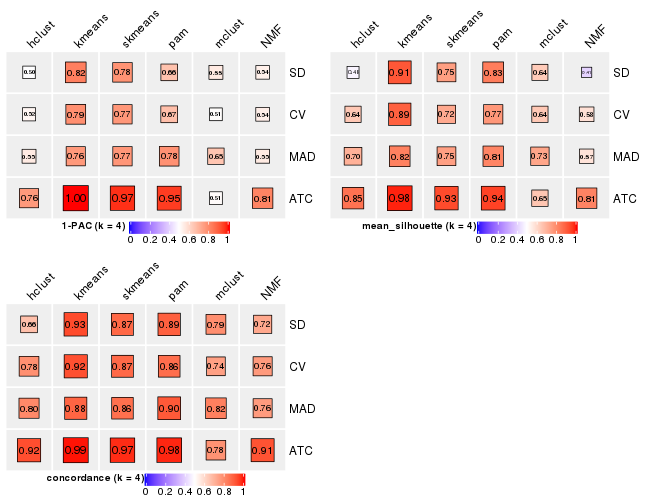 hclust kmeans skmeans pam mclust NMF
0.50 0.82 0.78 0.66 0.55 0.54 SD
0.52 0.79 0.77 0.67 0.51 0.54 CV
0.55 0.76 0.77 0.78 0.65 0.55 MAD
0.76 1.00 0.97 0.95 0.51 0.81 ATC
1-PAC (k = 4)
0 0.2 0.4 0.6 0.8 1
hclust kmeans skmeans pam mclust NMF
0.91 0.75 0.83 0.64 SD
0.64 0.89 0.72 0.77 0.64 0.58 CV
0.70 0.82 0.75 0.81 0.73 0.57 MAD
0.85 0.98 0.93 0.94 0.65 0.81 ATC
mean_silhouette (k = 4)
0 0.2 0.4 0.6 0.8 1
hclust kmeans skmeans pam mclust NMF
0.66 0.93 0.87 0.89 0.79 0.72 SD
0.78 0.92 0.87 0.86 0.74 0.76 CV
0.80 0.88 0.86 0.90 0.82 0.76 MAD
0.92 0.99 0.97 0.98 0.78 0.91 ATC
concordance (k = 4)
0 0.2 0.4 0.6 0.8 1